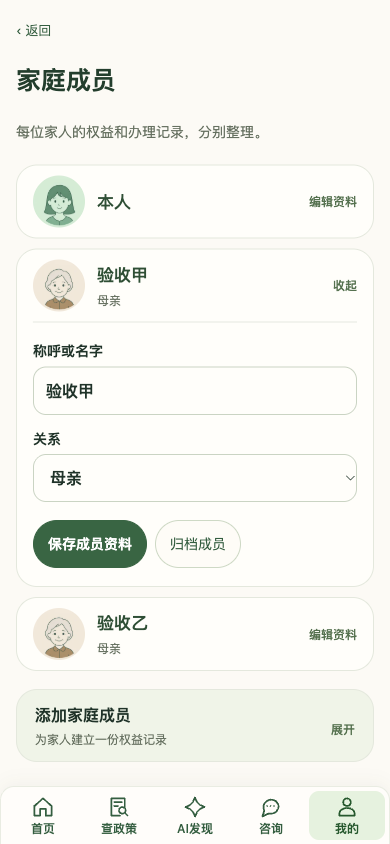 ‹ 返回
家庭成员
每位家人的权益和办理记录，分别整理。
本人
编辑资料
验收甲
母亲
收起
称呼或名字
验收甲
关系
母亲
保存成员资料 归档成员
验收乙
母亲
编辑资料
添加家庭成员
为家人建立一份权益记录
展开
首页 查政策 AI发现 咨询 我的